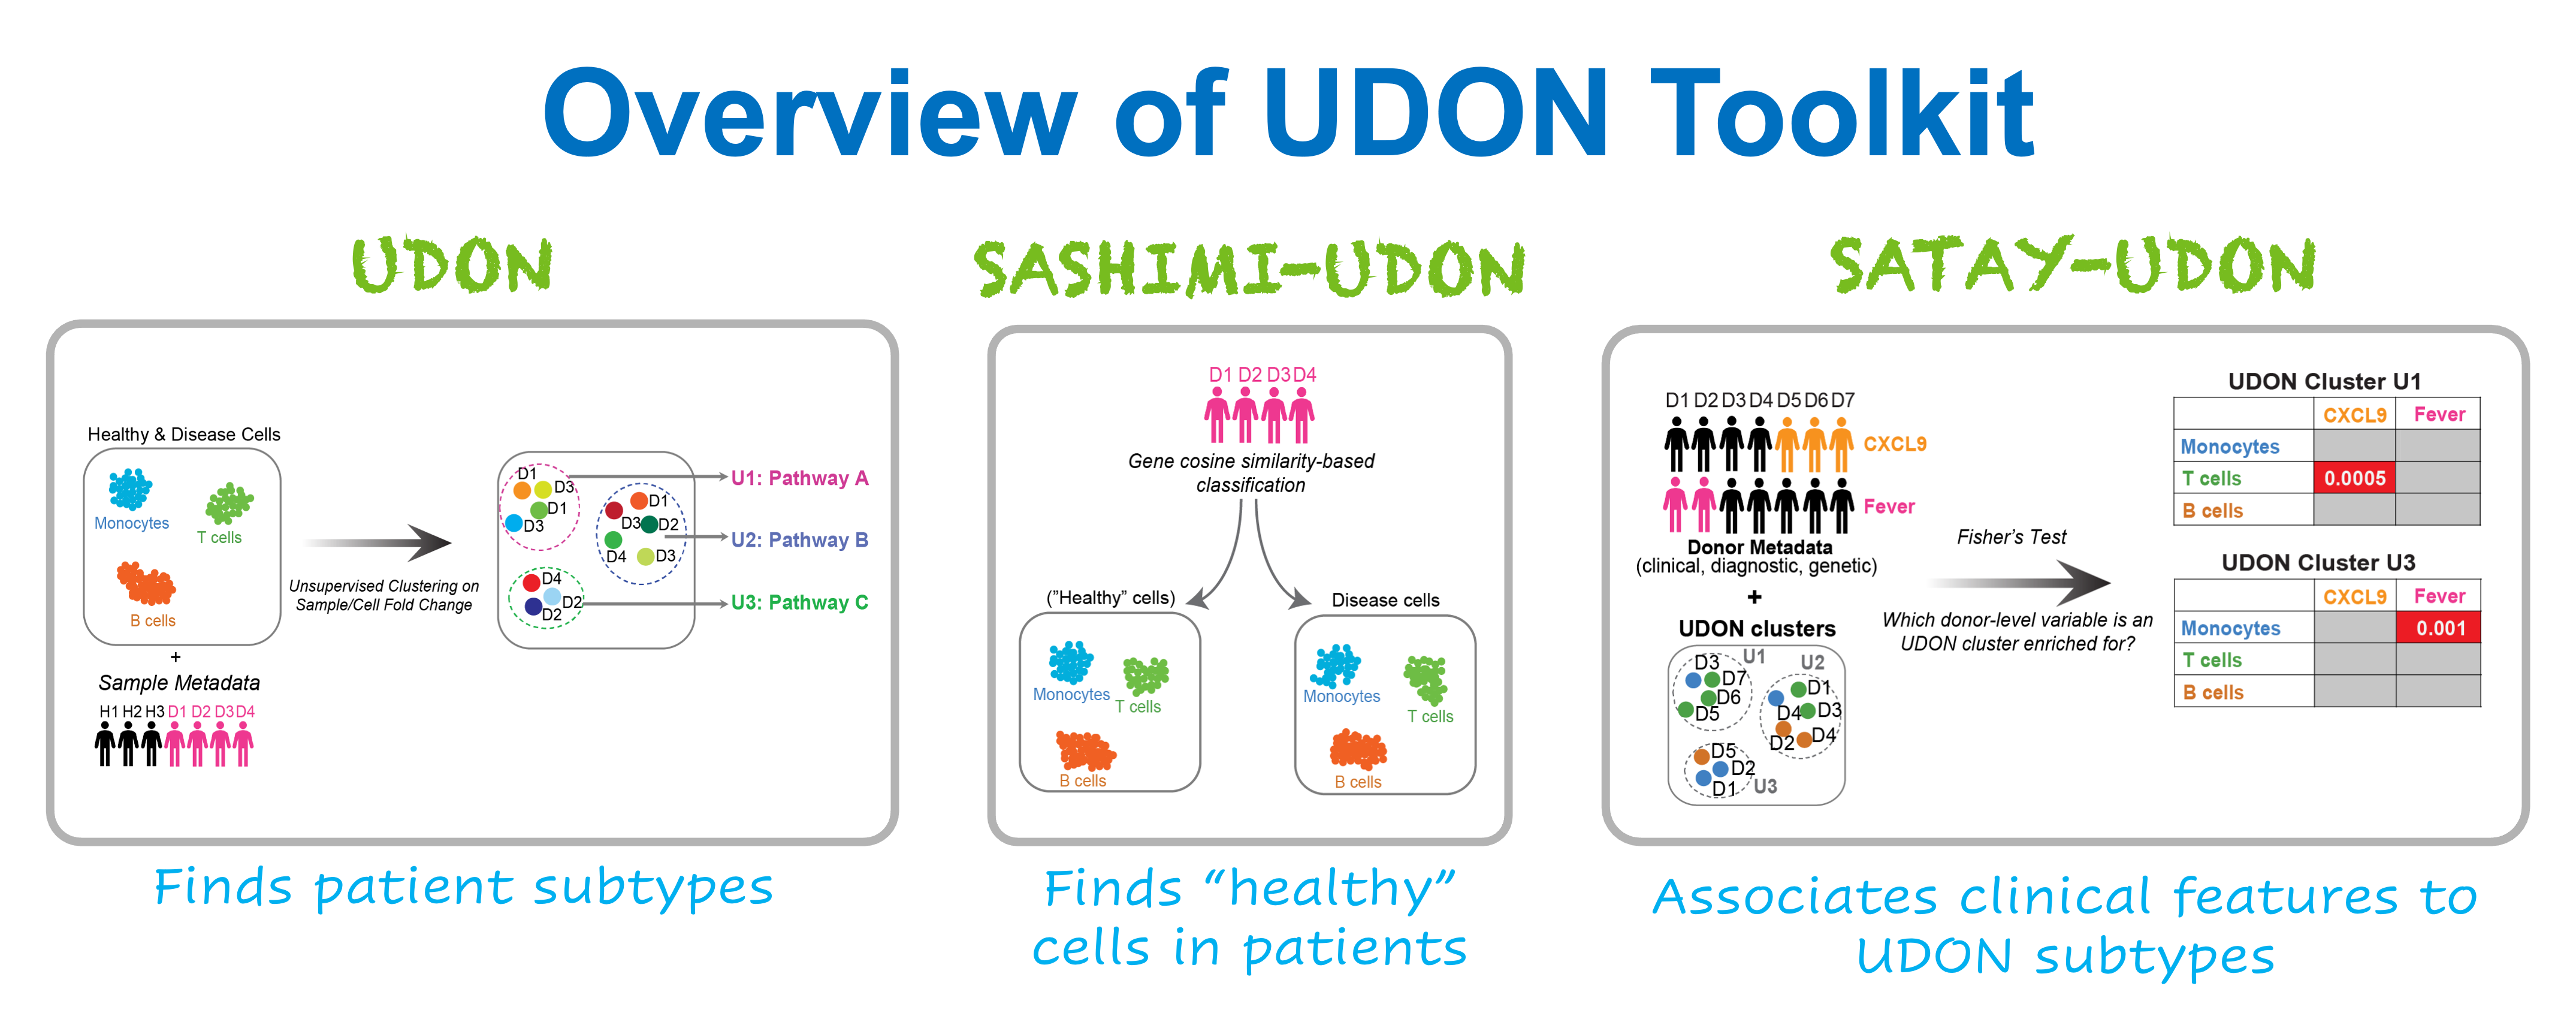 Overview of UDON Toolkit
UDON
Healthy & Disease Cells
Monocytes
T cells
B cells
+
Sample Metadata
H1 H2 H3 D1 D2 D3 D4
Unsupervised Clustering on
Sample/Cell Fold Change
D1
D3
D1
D3
D1
D3
D2
D4
D3
D4
D2
D2
U1: Pathway A
U2: Pathway B
U3: Pathway C
Finds patient subtypes
SASHIMI-UDON
D1 D2 D3 D4
Gene cosine similarity-based
classification
("Healthy" cells)
Monocytes
T cells
B cells
Disease cells
Monocytes
T cells
B cells
Finds “healthy”
cells in patients
SATAY-UDON
D1 D2 D3 D4 D5 D6 D7
CXCL9
Fever
Donor Metadata
(clinical, diagnostic, genetic)
+
UDON clusters
U1
D3
D7
D6
D5
U2
D1
D4
D3
D2
D4
D5
D2
D1
U3
Fisher's Test
Which donor-level variable is an
UDON cluster enriched for?
UDON Cluster U1
CXCL9 Fever
Monocytes
T cells 0.0005
B cells
UDON Cluster U3
CXCL9 Fever
Monocytes 0.001
T cells
B cells
Associates clinical features to
UDON subtypes